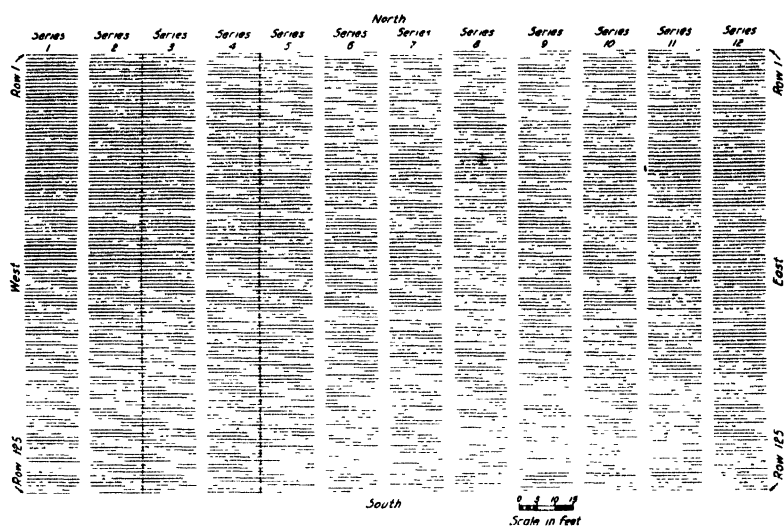 North
Series 1
Series 2
Series 3
Series 4
Series 5
Series 6
Series 7
Series 8
Series 9
Series 10
Series 11
Series 12
Row 1
Row 1
West
East
Row 125
Row 125
South
0 5 10 15
Scale in feet